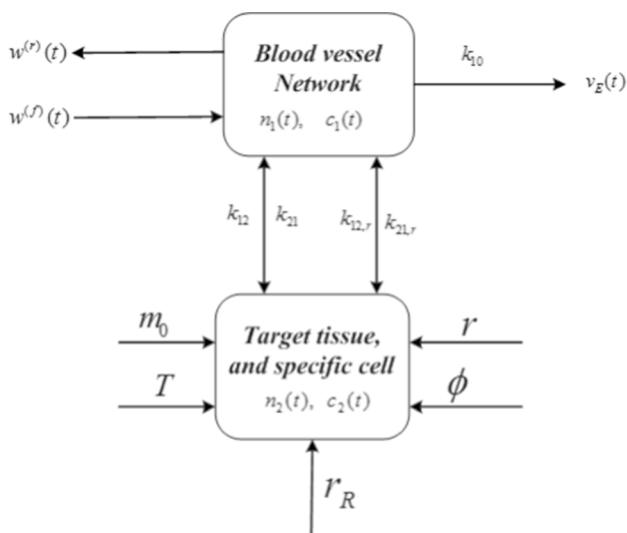 w^(r)(t)
Blood vessel
Network
k_10
v_E(t)
w^(f)(t)
n_1(t), c_1(t)
k_12 k_21 k_12,r k_21,r
m_0
Target tissue,
and specific cell
r
T
n_2(t), c_2(t)
ϕ
r_R